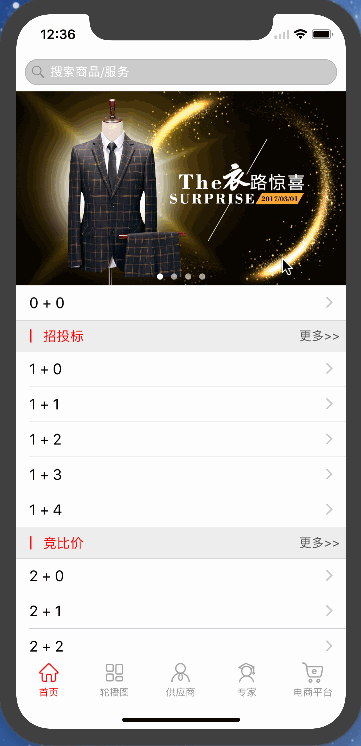 12:36
搜索商品/服务
The衣路惊喜
SURPRISE 2017/03/01
0 + 0
招投标 更多>>
1 + 0
1 + 1
1 + 2
1 + 3
1 + 4
竞比价 更多>>
2 + 0
2 + 1
2 + 2
首页 轮播图 供应商 专家 电商平台